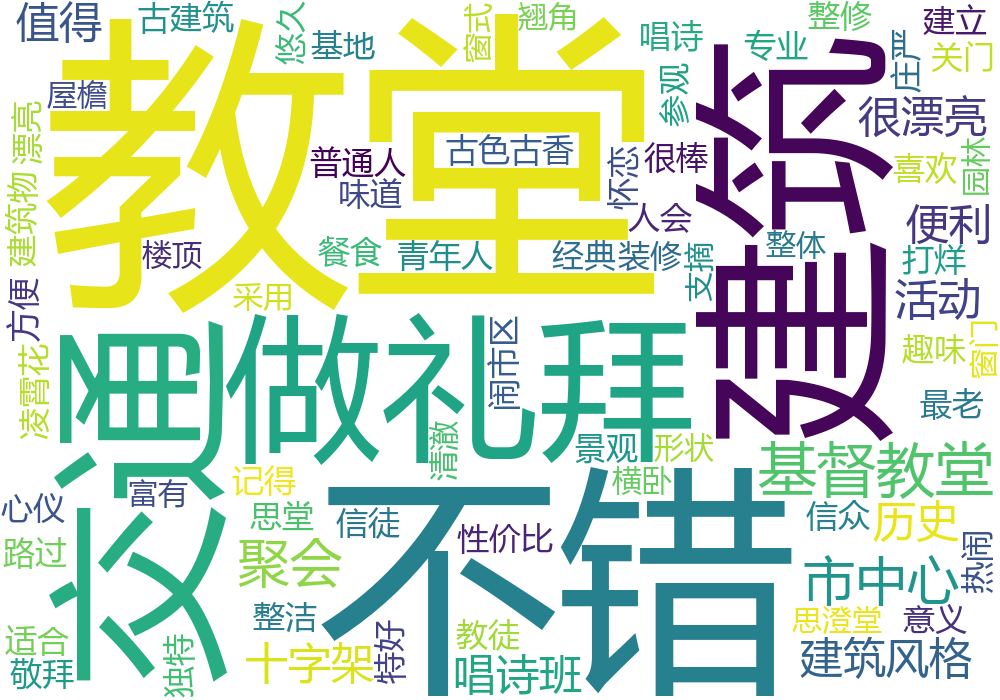 值得
古建筑
悠久
基地
窗式
翘角
唱诗
整修
专业
建立
庄严
关门
教堂
建筑
屋檐
漂亮
参观
很漂亮
普通人
古色古香
味道
怀恋
很棒
喜欢
园林
建筑物
人会
便利
楼顶
餐食
青年人
经典
装修
支摘
整体
打烊
采用
方便
活动
交通
做礼拜
闹市区
趣味
窗门
凌霄花
最老
清澈
景观
形状
基督教堂
横卧
不错
富有
记得
心仪
思堂
信徒
性价比
信众
历史
路过
聚会
热闹
市中心
整洁
教徒
思澄堂
意义
适合
独特
十字架
特好
敬拜
唱诗班
建筑风格